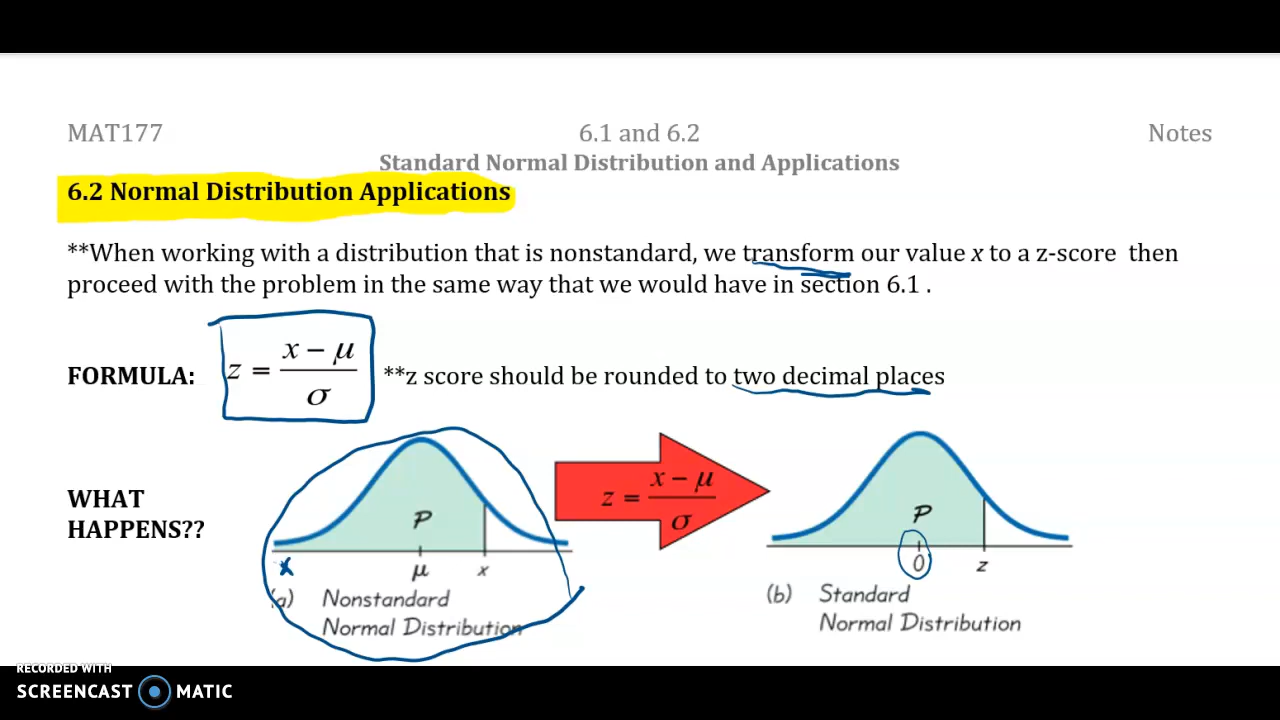 MAT177 6.1 and 6.2 Notes
Standard Normal Distribution and Applications
6.2 Normal Distribution Applications
**When working with a distribution that is nonstandard, we transform our value x to a z-score then
proceed with the problem in the same way that we would have in section 6.1 .
FORMULA: z = (x − μ) / σ **z score should be rounded to two decimal places
WHAT
HAPPENS??
P
μ x
x
(a) Nonstandard
Normal Distribution
z = (x − μ) / σ
P
0 z
(b) Standard
Normal Distribution
RECORDED WITH
SCREENCAST MATIC